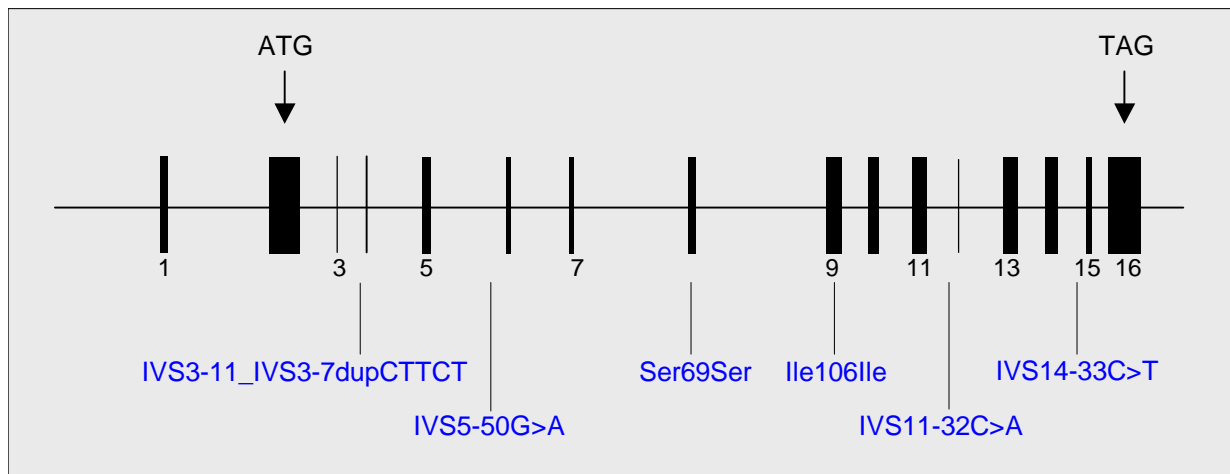 ATG TAG
1 3 5 7 9 11 13 15 16
IVS3-11_IVS3-7dupCTTCT Ser69Ser Ile106Ile IVS14-33C>T
IVS5-50G>A IVS11-32C>A